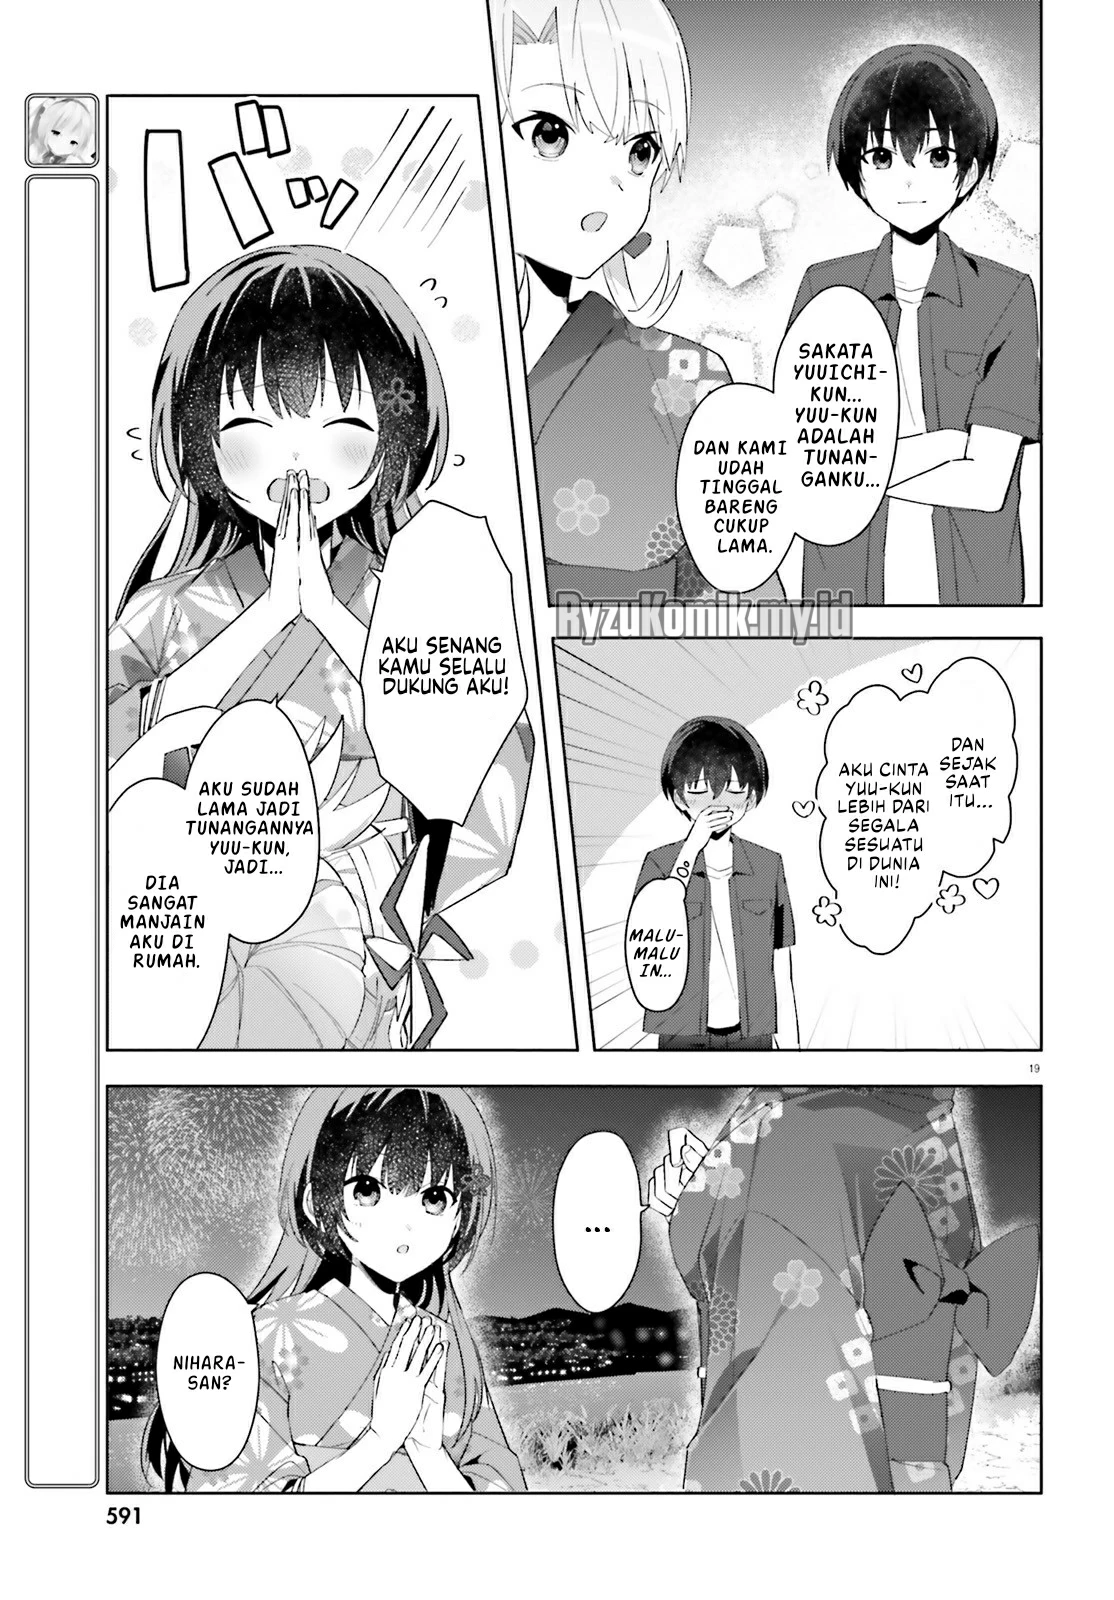 SAKATA
YUUICHI-
KUN...
YUU-KUN
ADALAH
TUNAN-
GANKU...
DAN KAMI
UDAH
TINGGAL
BARENG
CUKUP
LAMA.
RyzuKomik.my.id
DAN
SEJAK
SAAT
ITU...
AKU CINTA
YUU-KUN
LEBIH DARI
SEGALA
SESUATU
DI DUNIA
INI!
MALU-
MALU
IN...
AKU SENANG
KAMU SELALU
DUKUNG AKU!
AKU SUDAH
LAMA JADI
TUNANGANNYA
YUU-KUN,
JADI...
DIA
SANGAT
MANJAIN
AKU DI
RUMAH.
19
...
NIHARA-
SAN?
591